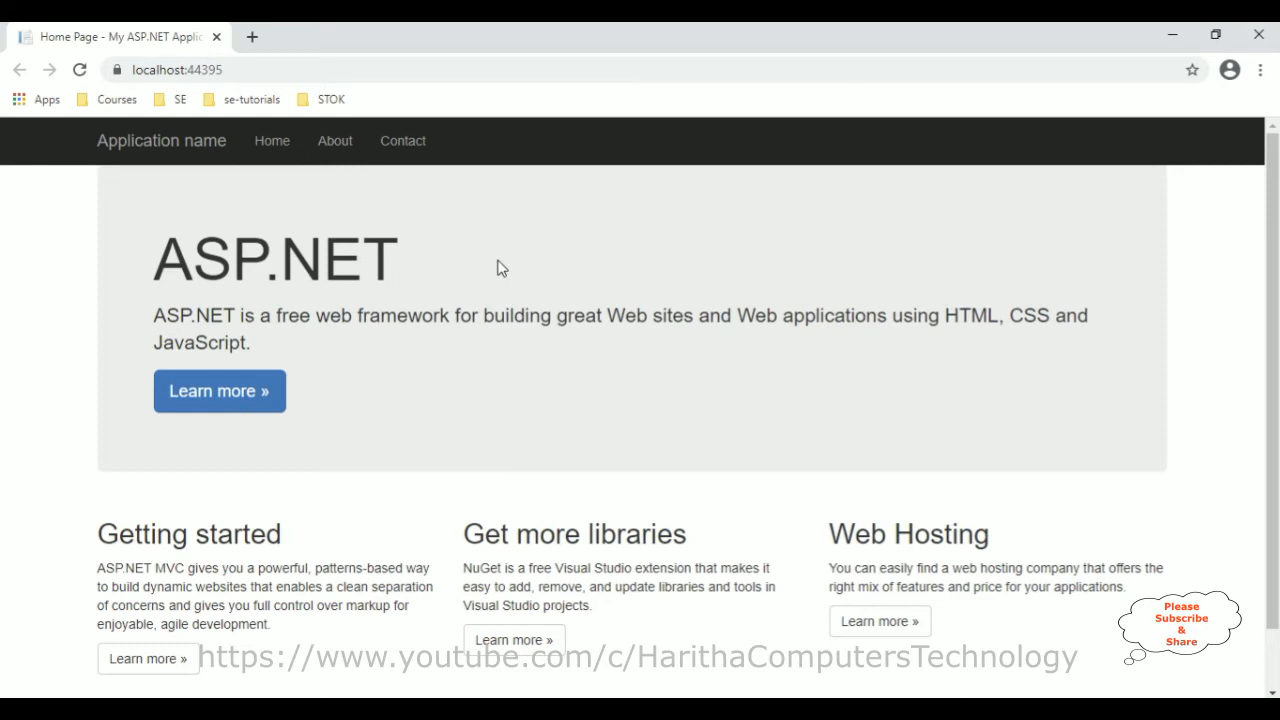 Home Page - My ASP.NET Applic
localhost:44395
Apps Courses SE se-tutorials STOK
Application name Home About Contact
ASP.NET
ASP.NET is a free web framework for building great Web sites and Web applications using HTML, CSS and
JavaScript.
Learn more »
Getting started
ASP.NET MVC gives you a powerful, patterns-based way
to build dynamic websites that enables a clean separation
of concerns and gives you full control over markup for
enjoyable, agile development.
Learn more »
Get more libraries
NuGet is a free Visual Studio extension that makes it
easy to add, remove, and update libraries and tools in
Visual Studio projects.
Learn more »
Web Hosting
You can easily find a web hosting company that offers the
right mix of features and price for your applications.
Learn more »
Please
Subscribe
&
Share
https://www.youtube.com/c/HarithaComputersTechnology